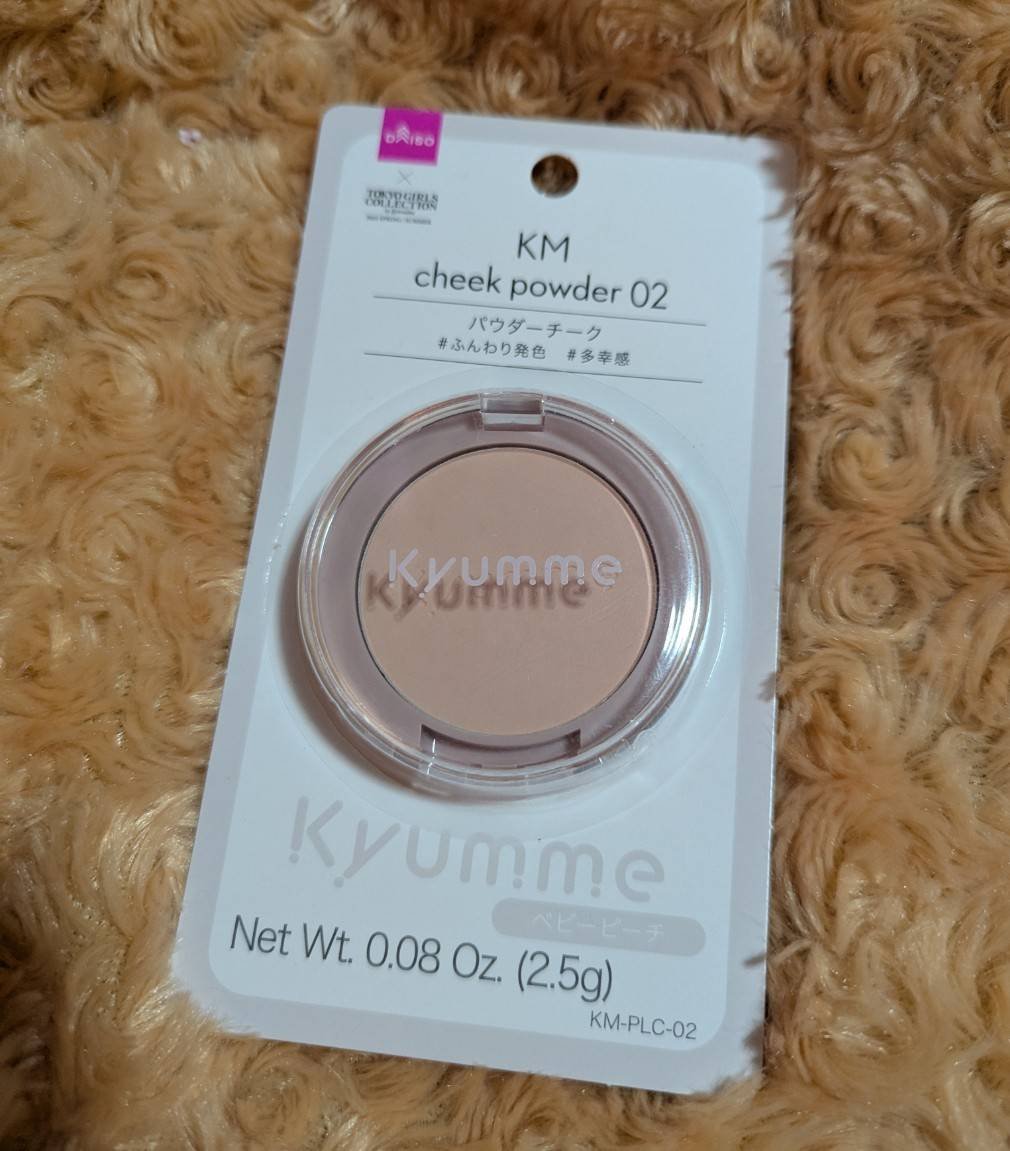 DAISO
×
TOKYO GIRLS
COLLECTION
KM
cheek powder 02
パウダーチーク
#ふんわり発色 #多幸感
Kyumme
Kyumme
ベビーピーチ
Net Wt. 0.08 Oz. (2.5g)
KM-PLC-02